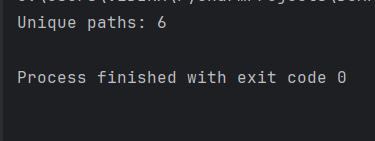 Unique paths: 6
Process finished with exit code 0